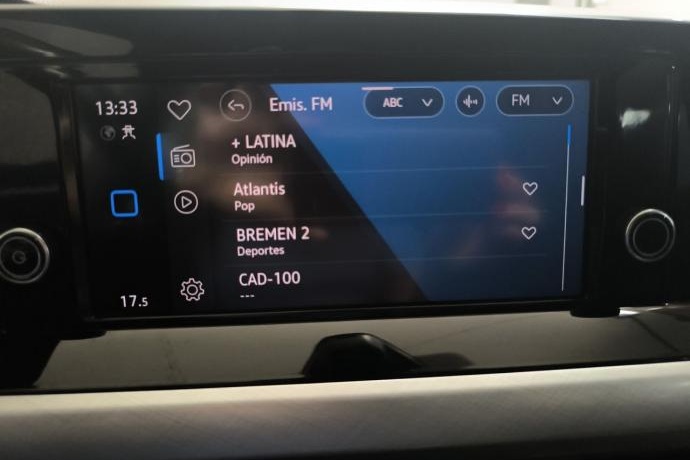 13:33
Emis. FM
ABC
FM
+ LATINA
Opinión
Atlantis
Pop
BREMEN 2
Deportes
CAD-100
---
17.5